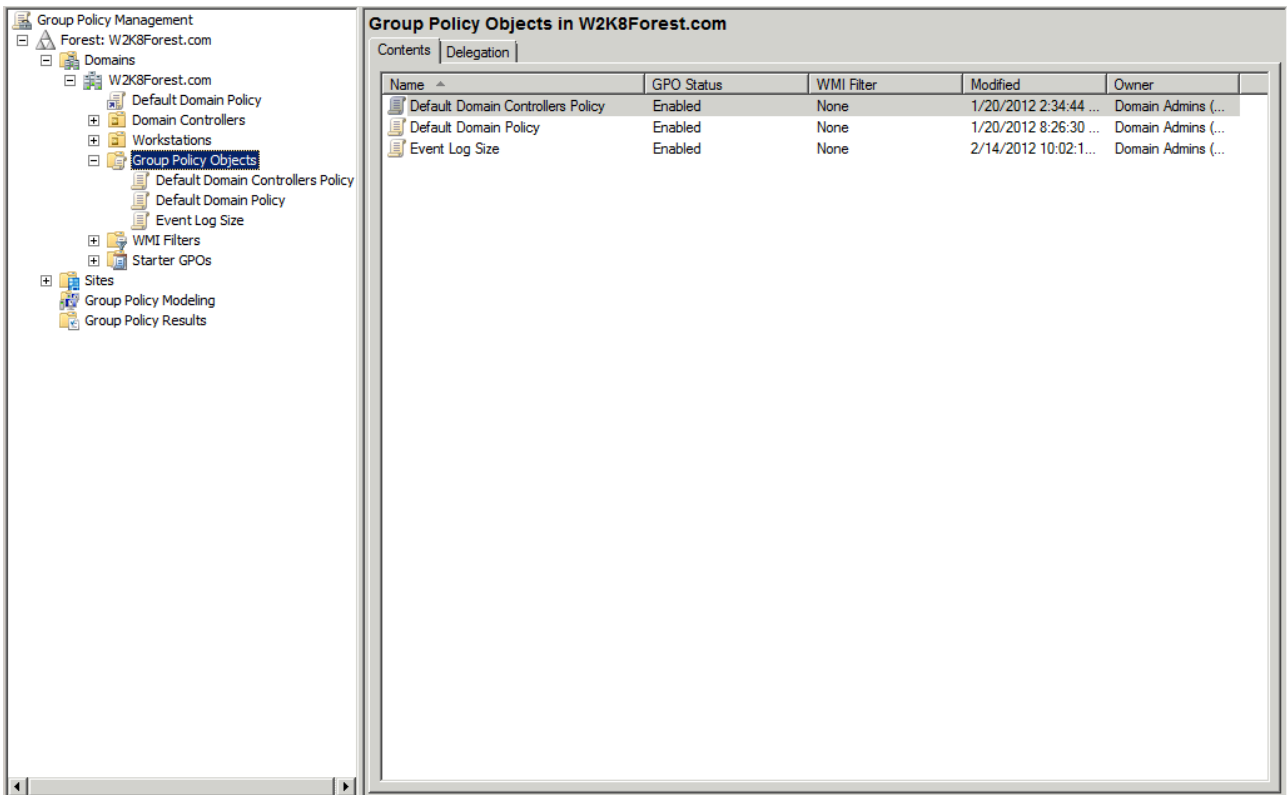 Group Policy Management
Forest: W2K8Forest.com
Domains
W2K8Forest.com
Default Domain Policy
Domain Controllers
Workstations
Group Policy Objects
Default Domain Controllers Policy
Default Domain Policy
Event Log Size
WMI Filters
Starter GPOs
Sites
Group Policy Modeling
Group Policy Results
Group Policy Objects in W2K8Forest.com
Contents Delegation
Name GPO Status WMI Filter Modified Owner
Default Domain Controllers Policy Enabled None 1/20/2012 2:34:44 ... Domain Admins (...
Default Domain Policy Enabled None 1/20/2012 8:26:30 ... Domain Admins (...
Event Log Size Enabled None 2/14/2012 10:02:1... Domain Admins (...